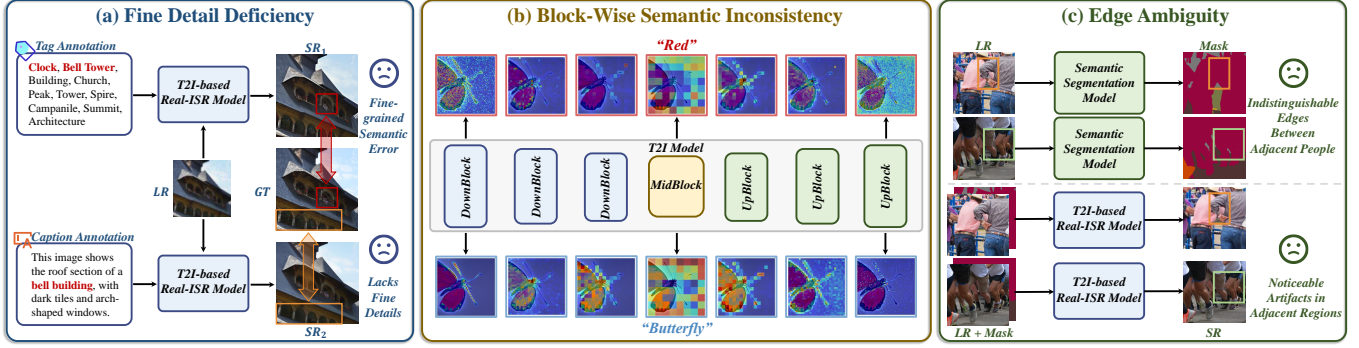 (a) Fine Detail Deficiency
Tag Annotation
Clock, Bell Tower,
Building, Church,
Peak, Tower, Spire,
Campanile, Summit,
Architecture
T2I-based
Real-ISR Model
SR1
Fine-
grained
Semantic
Error
LR
GT
Caption Annotation
This image shows
the roof section of a
bell building, with
dark tiles and arch-
shaped windows.
T2I-based
Real-ISR Model
SR2
Lacks
Fine
Details
(b) Block-Wise Semantic Inconsistency
“Red”
T2I Model
DownBlock
DownBlock
DownBlock
MidBlock
UpBlock
UpBlock
UpBlock
“Butterfly”
(c) Edge Ambiguity
LR
Mask
Semantic
Segmentation
Model
Semantic
Segmentation
Model
Indistinguishable
Edges
Between
Adjacent People
T2I-based
Real-ISR Model
T2I-based
Real-ISR Model
Noticeable
Artifacts in
Adjacent Regions
LR + Mask
SR